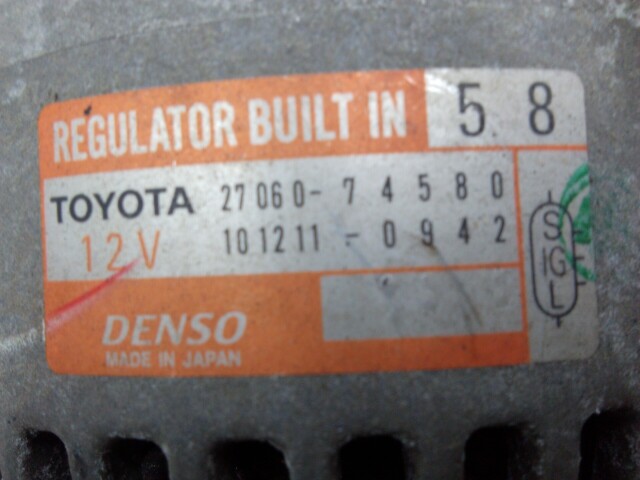 REGULATOR BUILT IN 5 8
TOYOTA 27060-74580
12V 101211-0942
DENSO
MADE IN JAPAN
S
IG
L